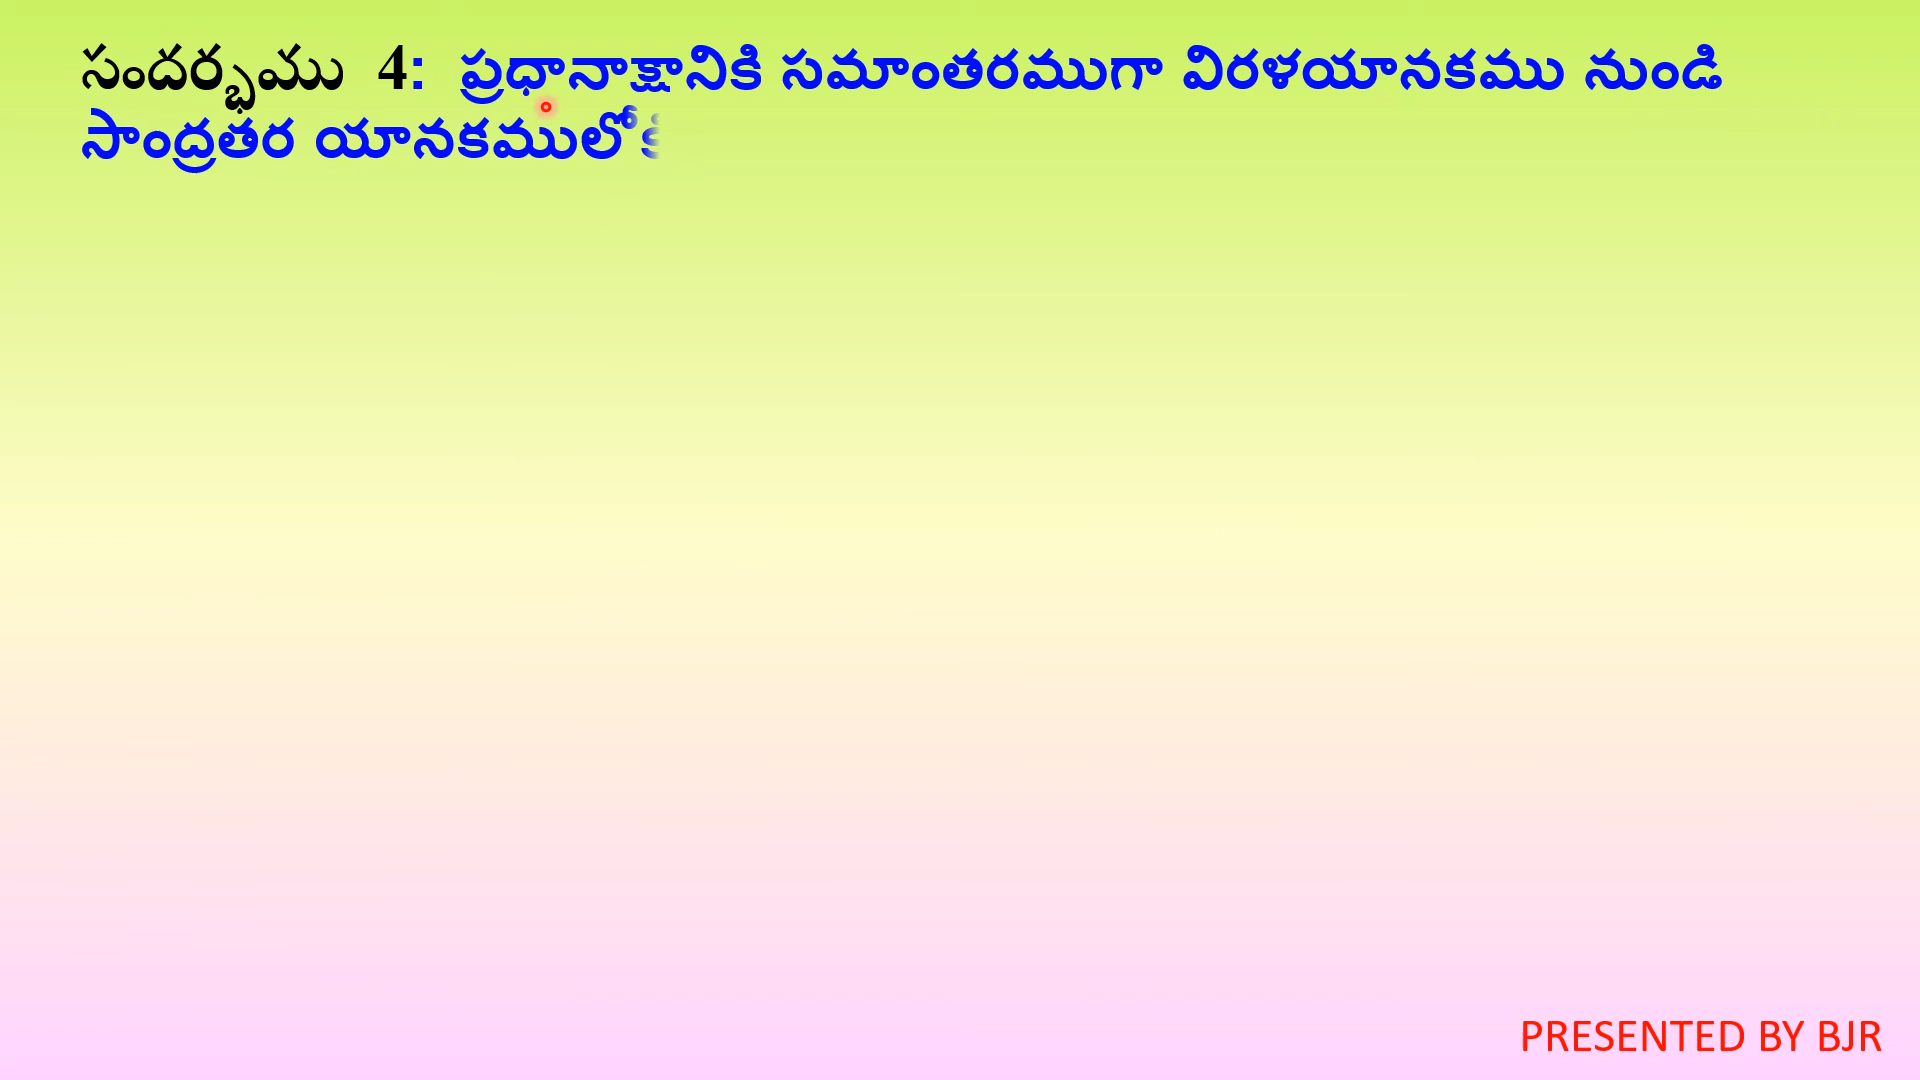 సందర్భము 4: ప్రధానాక్షానికి సమాంతరముగా విరళయానకము నుండి
సాంద్రతర యానకములో
PRESENTED BY BJR